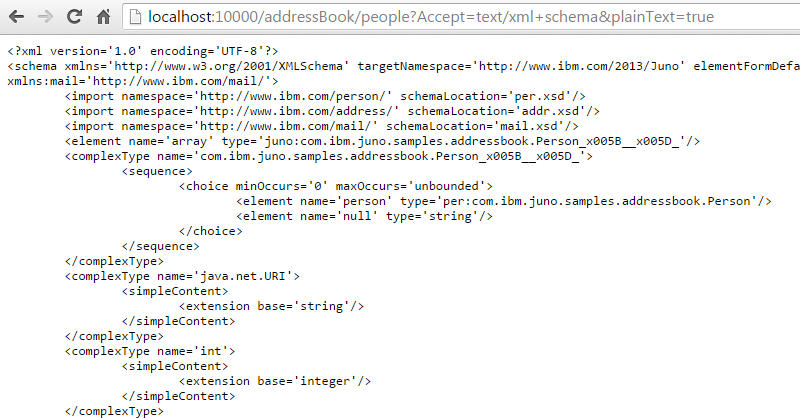 localhost:10000/addressBook/people?Accept=text/xml+schema&plainText=true
<?xml version='1.0' encoding='UTF-8'?>
<schema xmlns='http://www.w3.org/2001/XMLSchema' targetNamespace='http://www.ibm.com/2013/Juno' elementFormDefa
xmlns:mail='http://www.ibm.com/mail/'>
<import namespace='http://www.ibm.com/person/' schemaLocation='per.xsd'/>
<import namespace='http://www.ibm.com/address/' schemaLocation='addr.xsd'/>
<import namespace='http://www.ibm.com/mail/' schemaLocation='mail.xsd'/>
<element name='array' type='juno:com.ibm.juno.samples.addressbook.Person_x005B__x005D_'/>
<complexType name='com.ibm.juno.samples.addressbook.Person_x005B__x005D_'>
<sequence>
<choice minOccurs='0' maxOccurs='unbounded'>
<element name='person' type='per:com.ibm.juno.samples.addressbook.Person'/>
<element name='null' type='string'/>
</choice>
</sequence>
</complexType>
<complexType name='java.net.URI'>
<simpleContent>
<extension base='string'/>
</simpleContent>
</complexType>
<complexType name='int'>
<simpleContent>
<extension base='integer'/>
</simpleContent>
</complexType>